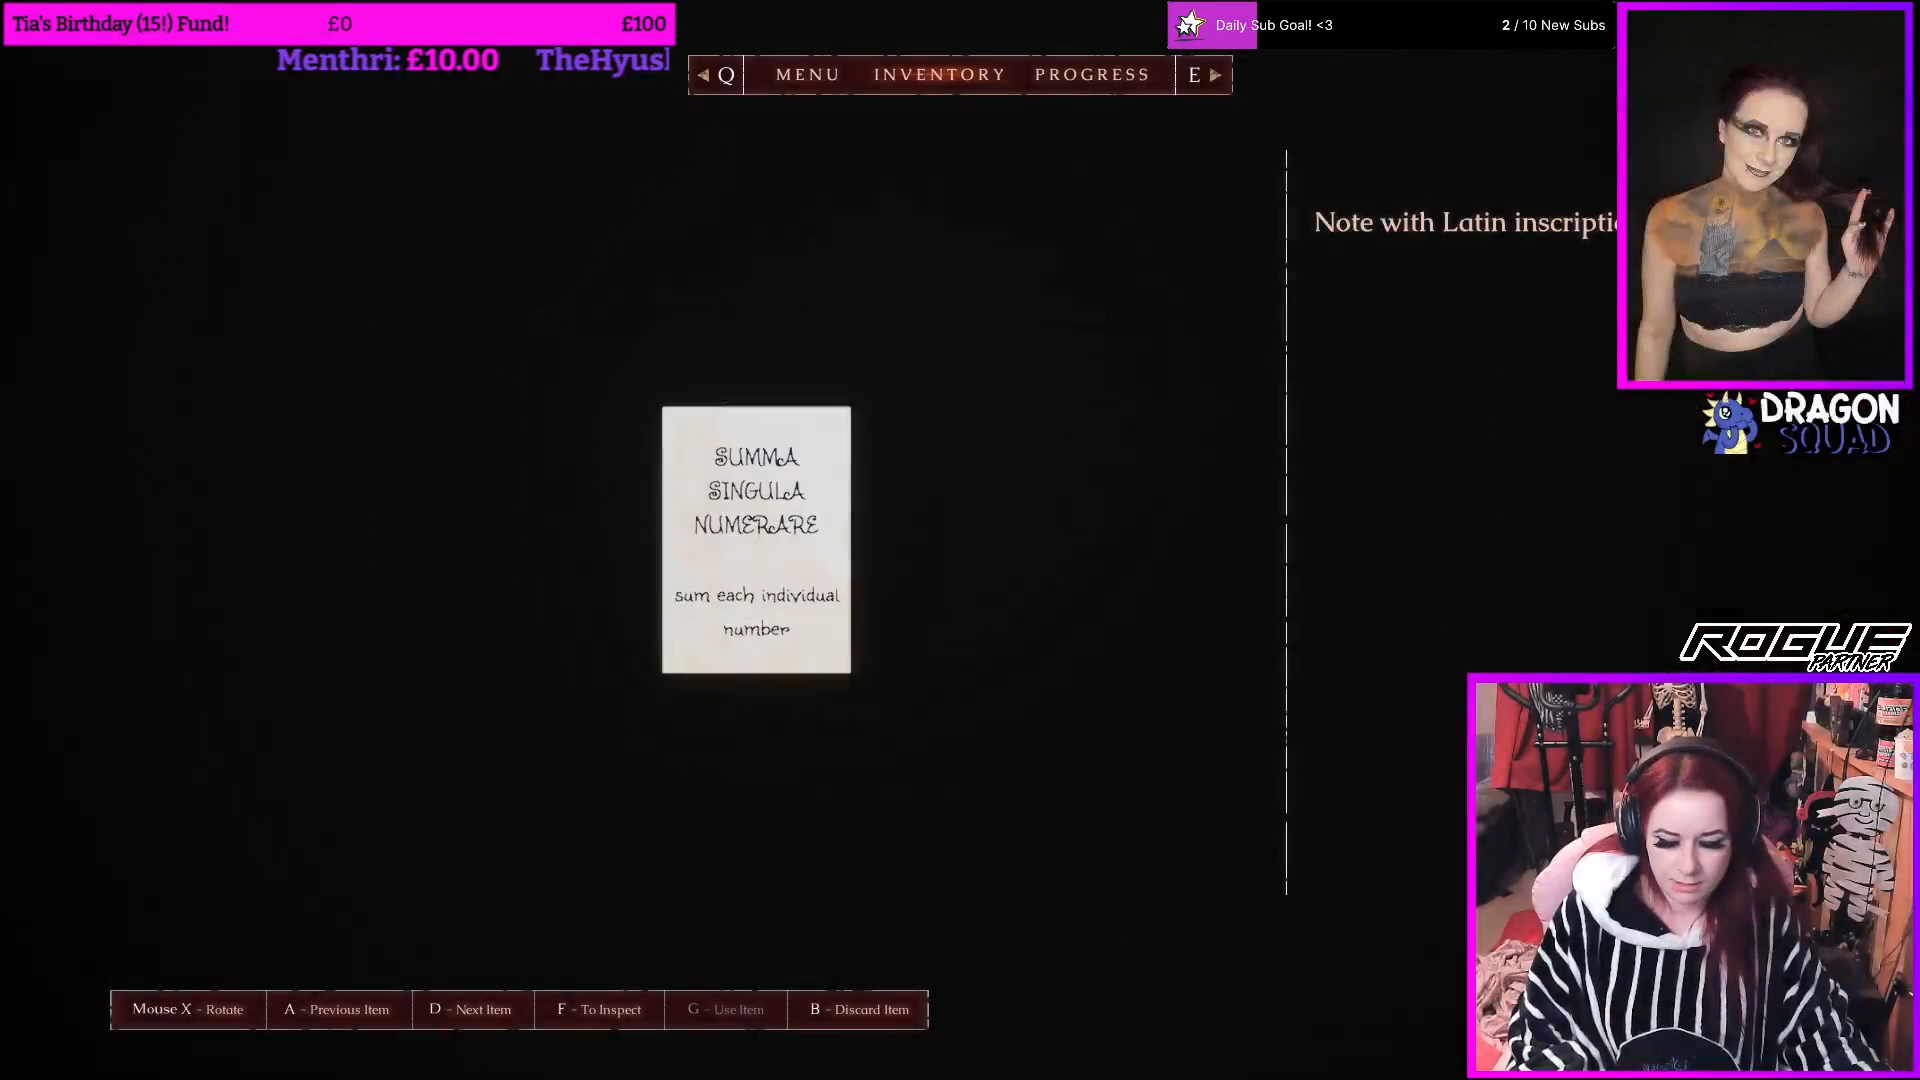 Tia's Birthday (15!) Fund! £0 £100
Menthri: £10.00
Daily Sub Goal! <3 2 / 10 New Subs
Q MENU INVENTORY PROGRESS E
Note with Latin
SUMMA
SINGULA
NUMERARE
sum each individual
number
DRAGON
SQUAD
ROGUE
PARTNER
Mouse X - Rotate A - Previous Item D - Next Item F - To Inspect G - Use Item B - Discard Item